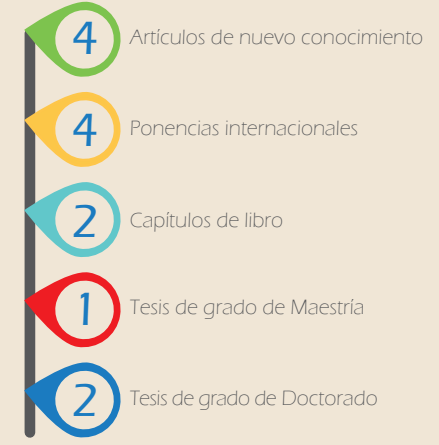 4 Artículos de nuevo conocimiento
4 Ponencias internacionales
2 Capítulos de libro
1 Tesis de grado de Maestría
2 Tesis de grado de Doctorado